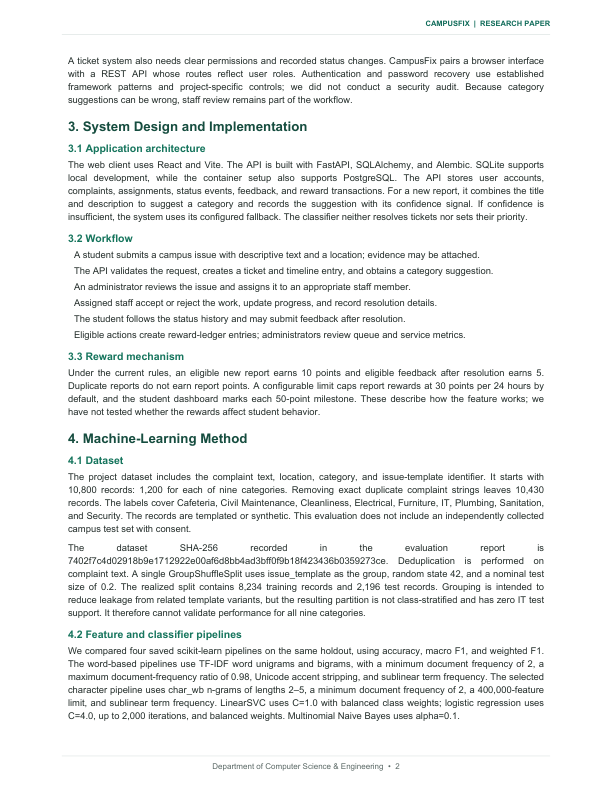 CAMPUSFIX | RESEARCH PAPER
A ticket system also needs clear permissions and recorded status changes. CampusFix pairs a browser interface
with a REST API whose routes reflect user roles. Authentication and password recovery use established
framework patterns and project-specific controls; we did not conduct a security audit. Because category
suggestions can be wrong, staff review remains part of the workflow.
3. System Design and Implementation
3.1 Application architecture
The web client uses React and Vite. The API is built with FastAPI, SQLAlchemy, and Alembic. SQLite supports
local development, while the container setup also supports PostgreSQL. The API stores user accounts,
complaints, assignments, status events, feedback, and reward transactions. For a new report, it combines the title
and description to suggest a category and records the suggestion with its confidence signal. If confidence is
insufficient, the system uses its configured fallback. The classifier neither resolves tickets nor sets their priority.
3.2 Workflow
A student submits a campus issue with descriptive text and a location; evidence may be attached.
The API validates the request, creates a ticket and timeline entry, and obtains a category suggestion.
An administrator reviews the issue and assigns it to an appropriate staff member.
Assigned staff accept or reject the work, update progress, and record resolution details.
The student follows the status history and may submit feedback after resolution.
Eligible actions create reward-ledger entries; administrators review queue and service metrics.
3.3 Reward mechanism
Under the current rules, an eligible new report earns 10 points and eligible feedback after resolution earns 5.
Duplicate reports do not earn report points. A configurable limit caps report rewards at 30 points per 24 hours by
default, and the student dashboard marks each 50-point milestone. These describe how the feature works; we
have not tested whether the rewards affect student behavior.
4. Machine-Learning Method
4.1 Dataset
The project dataset includes the complaint text, location, category, and issue-template identifier. It starts with
10,800 records: 1,200 for each of nine categories. Removing exact duplicate complaint strings leaves 10,430
records. The labels cover Cafeteria, Civil Maintenance, Cleanliness, Electrical, Furniture, IT, Plumbing, Sanitation,
and Security. The records are templated or synthetic. This evaluation does not include an independently collected
campus test set with consent.
The dataset SHA-256 recorded in the evaluation report is
7402f7c4d02918b9e1712922e00af6d8bb4ad3bff0f9b18f423436b0359273ce. Deduplication is performed on
complaint text. A single GroupShuffleSplit uses issue_template as the group, random state 42, and a nominal test
size of 0.2. The realized split contains 8,234 training records and 2,196 test records. Grouping is intended to
reduce leakage from related template variants, but the resulting partition is not class-stratified and has zero IT test
support. It therefore cannot validate performance for all nine categories.
4.2 Feature and classifier pipelines
We compared four saved scikit-learn pipelines on the same holdout, using accuracy, macro F1, and weighted F1.
The word-based pipelines use TF-IDF word unigrams and bigrams, with a minimum document frequency of 2, a
maximum document-frequency ratio of 0.98, Unicode accent stripping, and sublinear term frequency. The selected
character pipeline uses char_wb n-grams of lengths 2–5, a minimum document frequency of 2, a 400,000-feature
limit, and sublinear term frequency. LinearSVC uses C=1.0 with balanced class weights; logistic regression uses
C=4.0, up to 2,000 iterations, and balanced weights. Multinomial Naive Bayes uses alpha=0.1.
Department of Computer Science & Engineering • 2